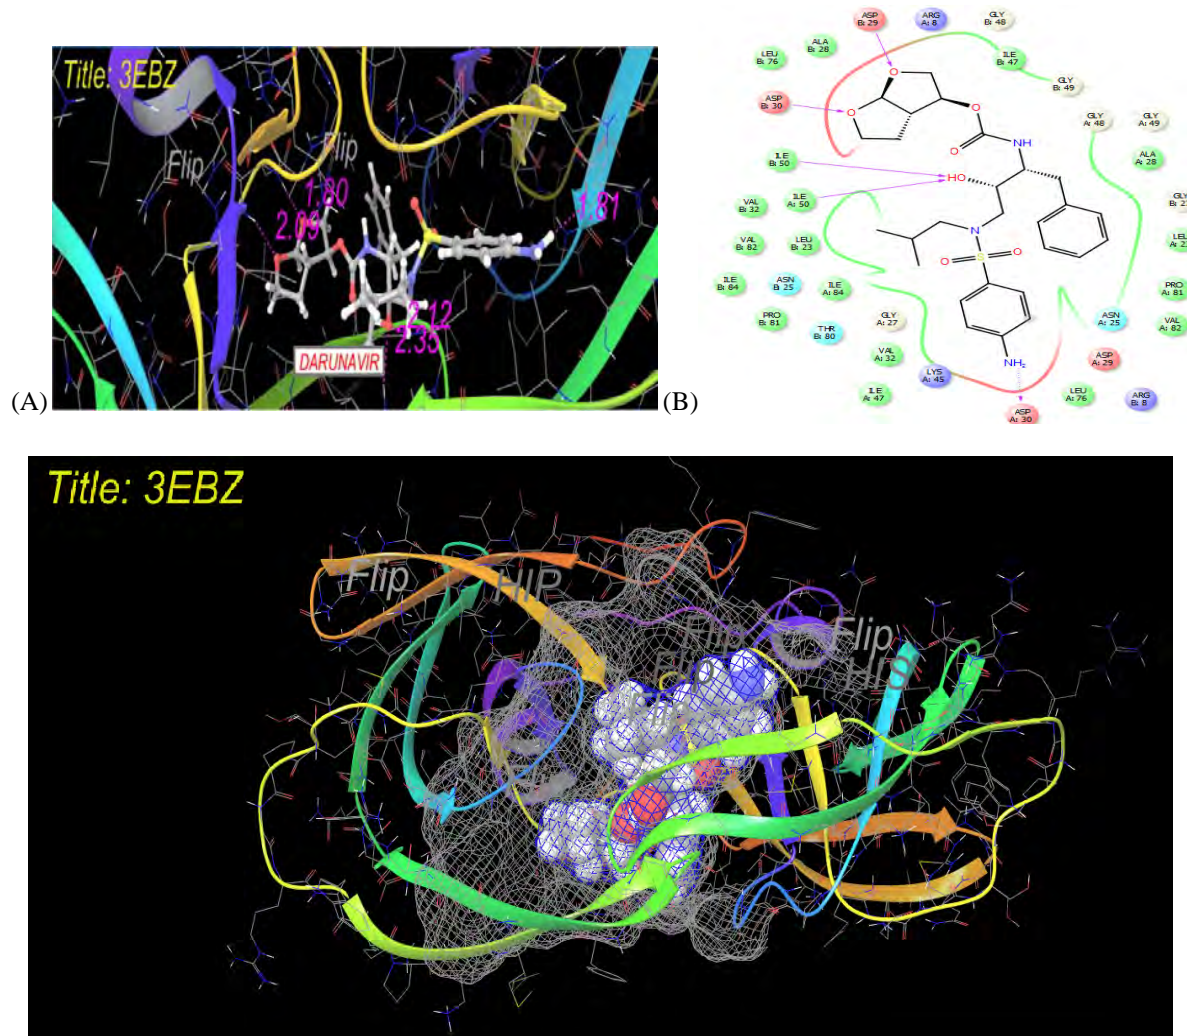 (A)
Title: 3EBZ
Flip
Flip
1.80
2.09
1.81
2.12
2.35
DARUNAVIR
(B)
ASP B: 29
ARG A: 8
GLY B: 48
LEU B: 76
ALA B: 28
ILE B: 47
GLY B: 49
ASP B: 30
O
O
O
O
NH
GLY A: 48
GLY A: 49
ALA A: 28
ILE B: 50
HO
VAL B: 32
ILE A: 50
VAL B: 82
LEU B: 23
N
O
S
O
ILE B: 84
ASN B: 25
ILE A: 84
PRO A: 81
PRO B: 81
THR B: 80
GLY A: 27
ASN A: 25
VAL A: 82
VAL A: 32
ASP A: 29
LYS A: 45
NH2
ILE A: 47
LEU A: 76
ARG B: 8
ASP A: 30
Title: 3EBZ
Flip
HIP
Flip
Flip
Flip